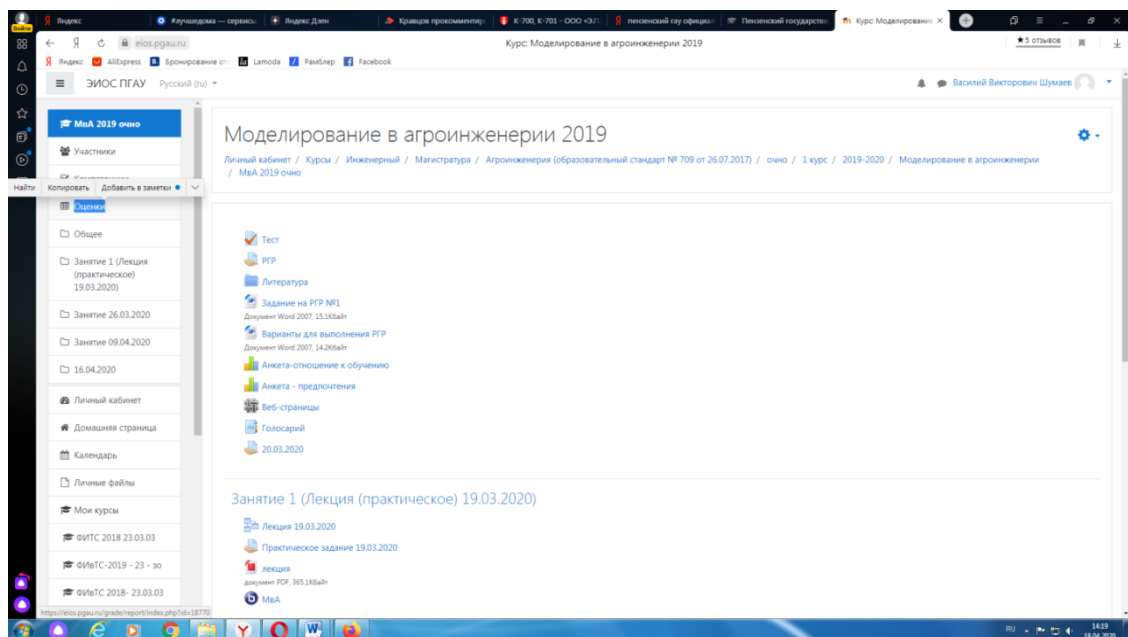 Войти
Яндекс
#лучшедома — сервисы
Яндекс.Дзен
Кравцов прокомментиро
К-700, К-701 - ООО «Э.Г.
пензенский гау официал
Пензенский государстве
Курс: Моделирование
eios.pgau.ru
Курс: Моделирование в агроинженерии 2019
★ 5 отзывов
Яндекс
AliExpress
Бронирование от
Lamoda
Рамблер
Facebook
ЭИОС ПГАУ
Русский (ru)
Василий Викторович Шумаев
МвА 2019 очно
Участники
Найти
Копировать
Добавить в заметки
Оценки
Общее
Занятие 1 (Лекция
(практическое)
19.03.2020)
Занятие 26.03.2020
Занятие 09.04.2020
16.04.2020
Личный кабинет
Домашняя страница
Календарь
Личные файлы
Мои курсы
ФИТС 2018 23.03.03
ФИвТС-2019 - 23 - зо
ФИвТС 2018- 23.03.03
https://eios.pgau.ru/grade/report/index.php?id=18770
Моделирование в агроинженерии 2019
Личный кабинет / Курсы / Инженерный / Магистратура / Агроинженерия (образовательный стандарт № 709 от 26.07.2017) / очно / 1 курс / 2019-2020 / Моделирование в агроинженерии
/ МвА 2019 очно
Тест
РГР
Литература
Задание на РГР №1
Документ Word 2007, 15.1Кбайт
Варианты для выполнения РГР
Документ Word 2007, 14.2Кбайт
Анкета-отношение к обучению
Анкета - предпочтения
Веб-страницы
Голосарий
20.03.2020
Занятие 1 (Лекция (практическое) 19.03.2020)
Лекция 19.03.2020
Практическое задание 19.03.2020
лекция
документ PDF, 365.1Кбайт
МвА
RU
14:19
18.04.2020